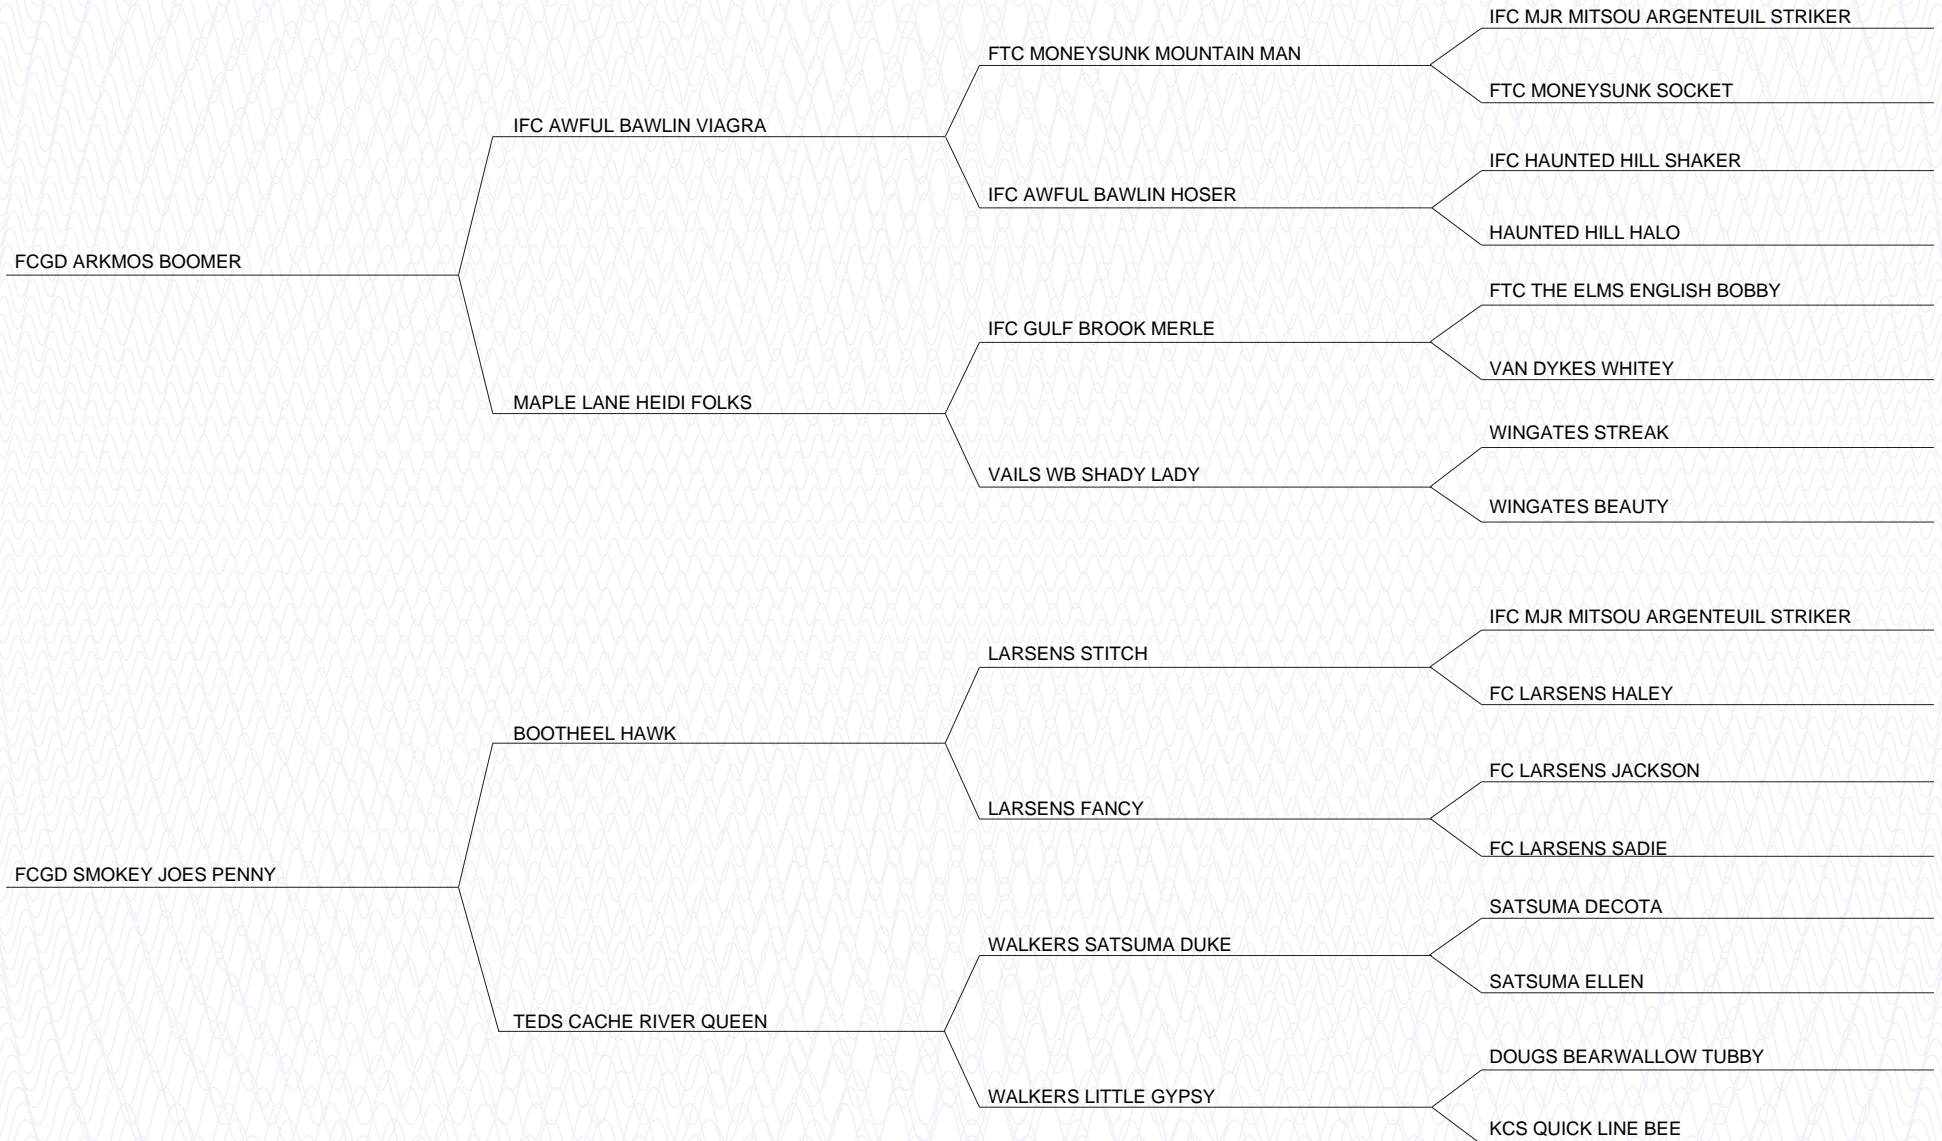 IFC MJR MITSOU ARGENTEUIL STRIKER
FTC MONEYSUNK MOUNTAIN MAN
FTC MONEYSUNK SOCKET
IFC AWFUL BAWLIN VIAGRA
IFC HAUNTED HILL SHAKER
IFC AWFUL BAWLIN HOSER
HAUNTED HILL HALO
FCGD ARKMOS BOOMER
FTC THE ELMS ENGLISH BOBBY
IFC GULF BROOK MERLE
VAN DYKES WHITEY
MAPLE LANE HEIDI FOLKS
WINGATES STREAK
VAILS WB SHADY LADY
WINGATES BEAUTY
IFC MJR MITSOU ARGENTEUIL STRIKER
LARSENS STITCH
FC LARSENS HALEY
BOOTHEEL HAWK
FC LARSENS JACKSON
LARSENS FANCY
FC LARSENS SADIE
FCGD SMOKEY JOES PENNY
SATSUMA DECOTA
WALKERS SATSUMA DUKE
SATSUMA ELLEN
TEDS CACHE RIVER QUEEN
DOUGS BEARWALLOW TUBBY
WALKERS LITTLE GYPSY
KCS QUICK LINE BEE